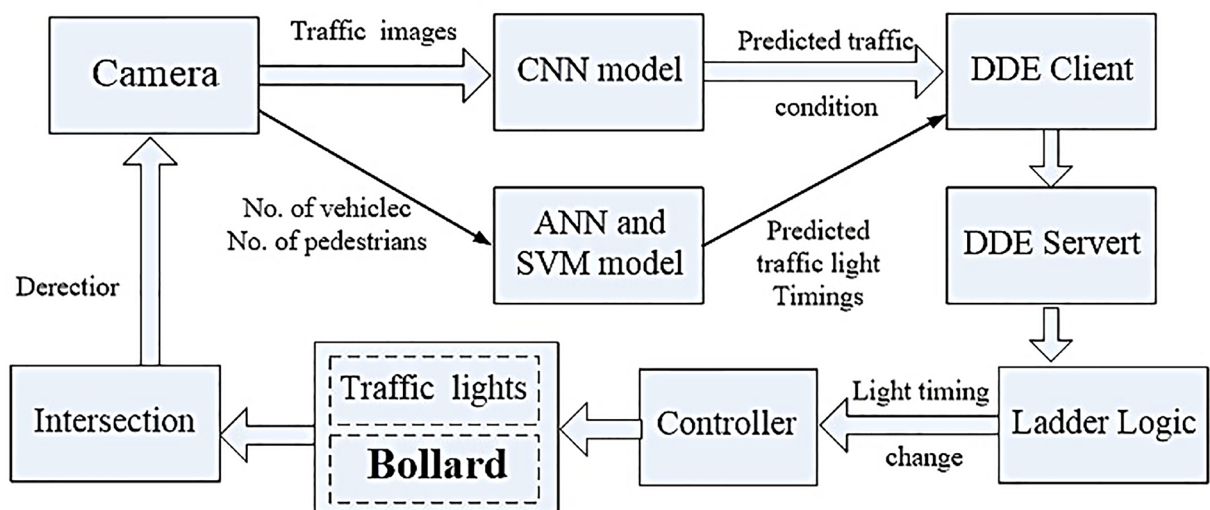 Camera
Traffic images
CNN model
Predicted traffic
condition
DDE Client
No. of vehiclec
No. of pedestrians
ANN and
SVM model
Predicted
traffic light
Timings
DDE Servert
Derectior
Intersection
Traffic lights
Bollard
Controller
Light timing
change
Ladder Logic